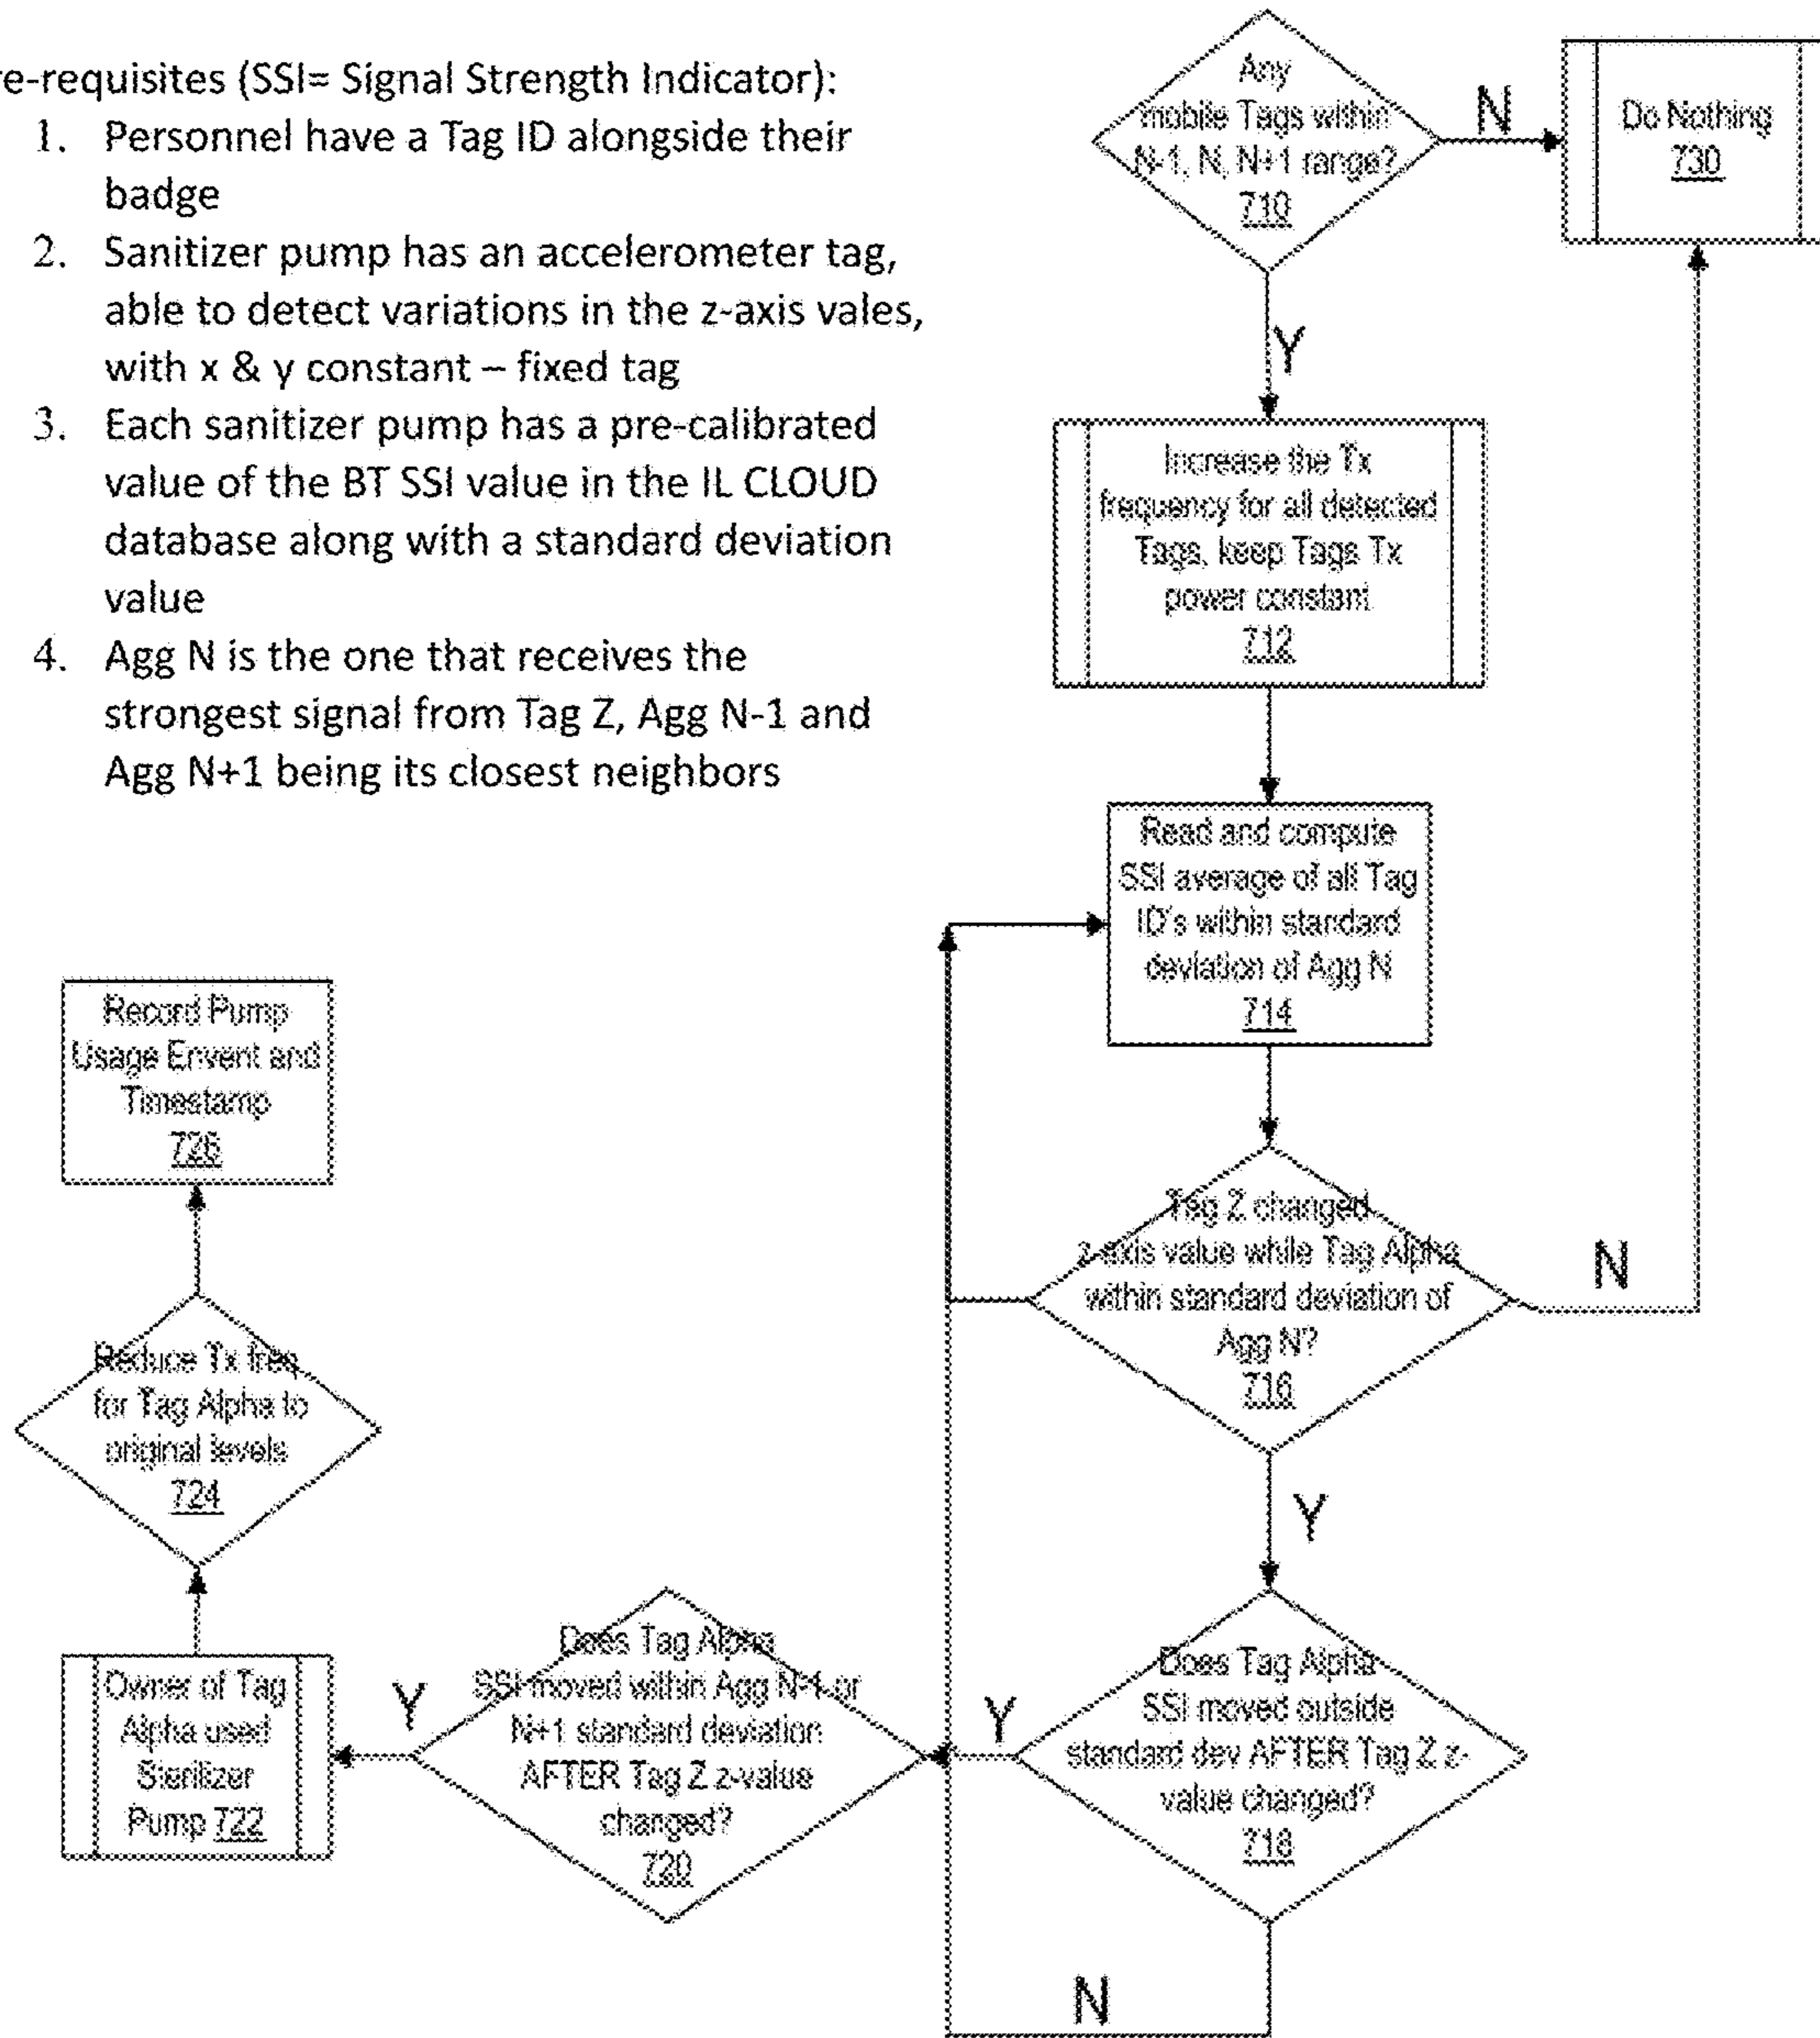 re-requisites (SSI= Signal Strength Indicator):
1. Personnel have a Tag ID alongside their
badge
2. Sanitizer pump has an accelerometer tag,
able to detect variations in the z-axis vales,
with x & y constant – fixed tag
3. Each sanitizer pump has a pre-calibrated
value of the BT SSI value in the IL CLOUD
database along with a standard deviation
value
4. Agg N is the one that receives the
strongest signal from Tag Z, Agg N-1 and
Agg N+1 being its closest neighbors
Any
mobile Tags within
N-1, N, N+1 range?
710
N
Do Nothing
730
Y
Increase the Tx
frequency for all detected
Tags, keep Tags Tx
power constant
712
Read and compute
SSI average of all Tag
ID's within standard
deviation of Agg N
714
Tag Z changed
z-axis value while Tag Alpha
within standard deviation of
Agg N?
716
N
Y
Does Tag Alpha
SSI moved outside
standard dev AFTER Tag Z z-
value changed?
718
N
Y
Does Tag Alpha
SSI moved within Agg N-1 or
N+1 standard deviation
AFTER Tag Z z-value
changed?
720
Y
Owner of Tag
Alpha used
Sterilizer
Pump 722
Reduce Tx freq
for Tag Alpha to
original levels
724
Record Pump
Usage Envent and
Timestamp
726